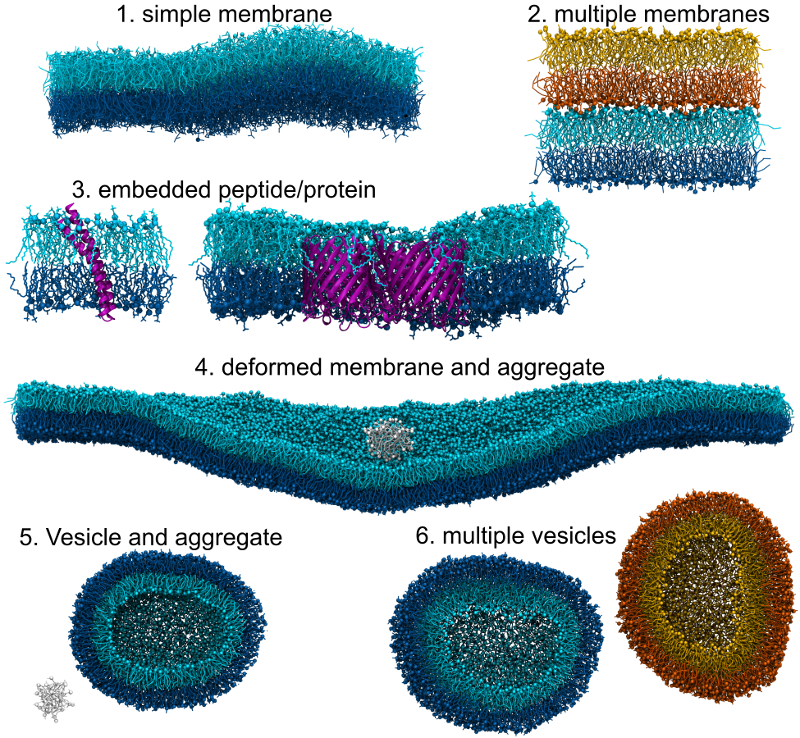 1. simple membrane
2. multiple membranes
3. embedded peptide/protein
4. deformed membrane and aggregate
5. Vesicle and aggregate
6. multiple vesicles